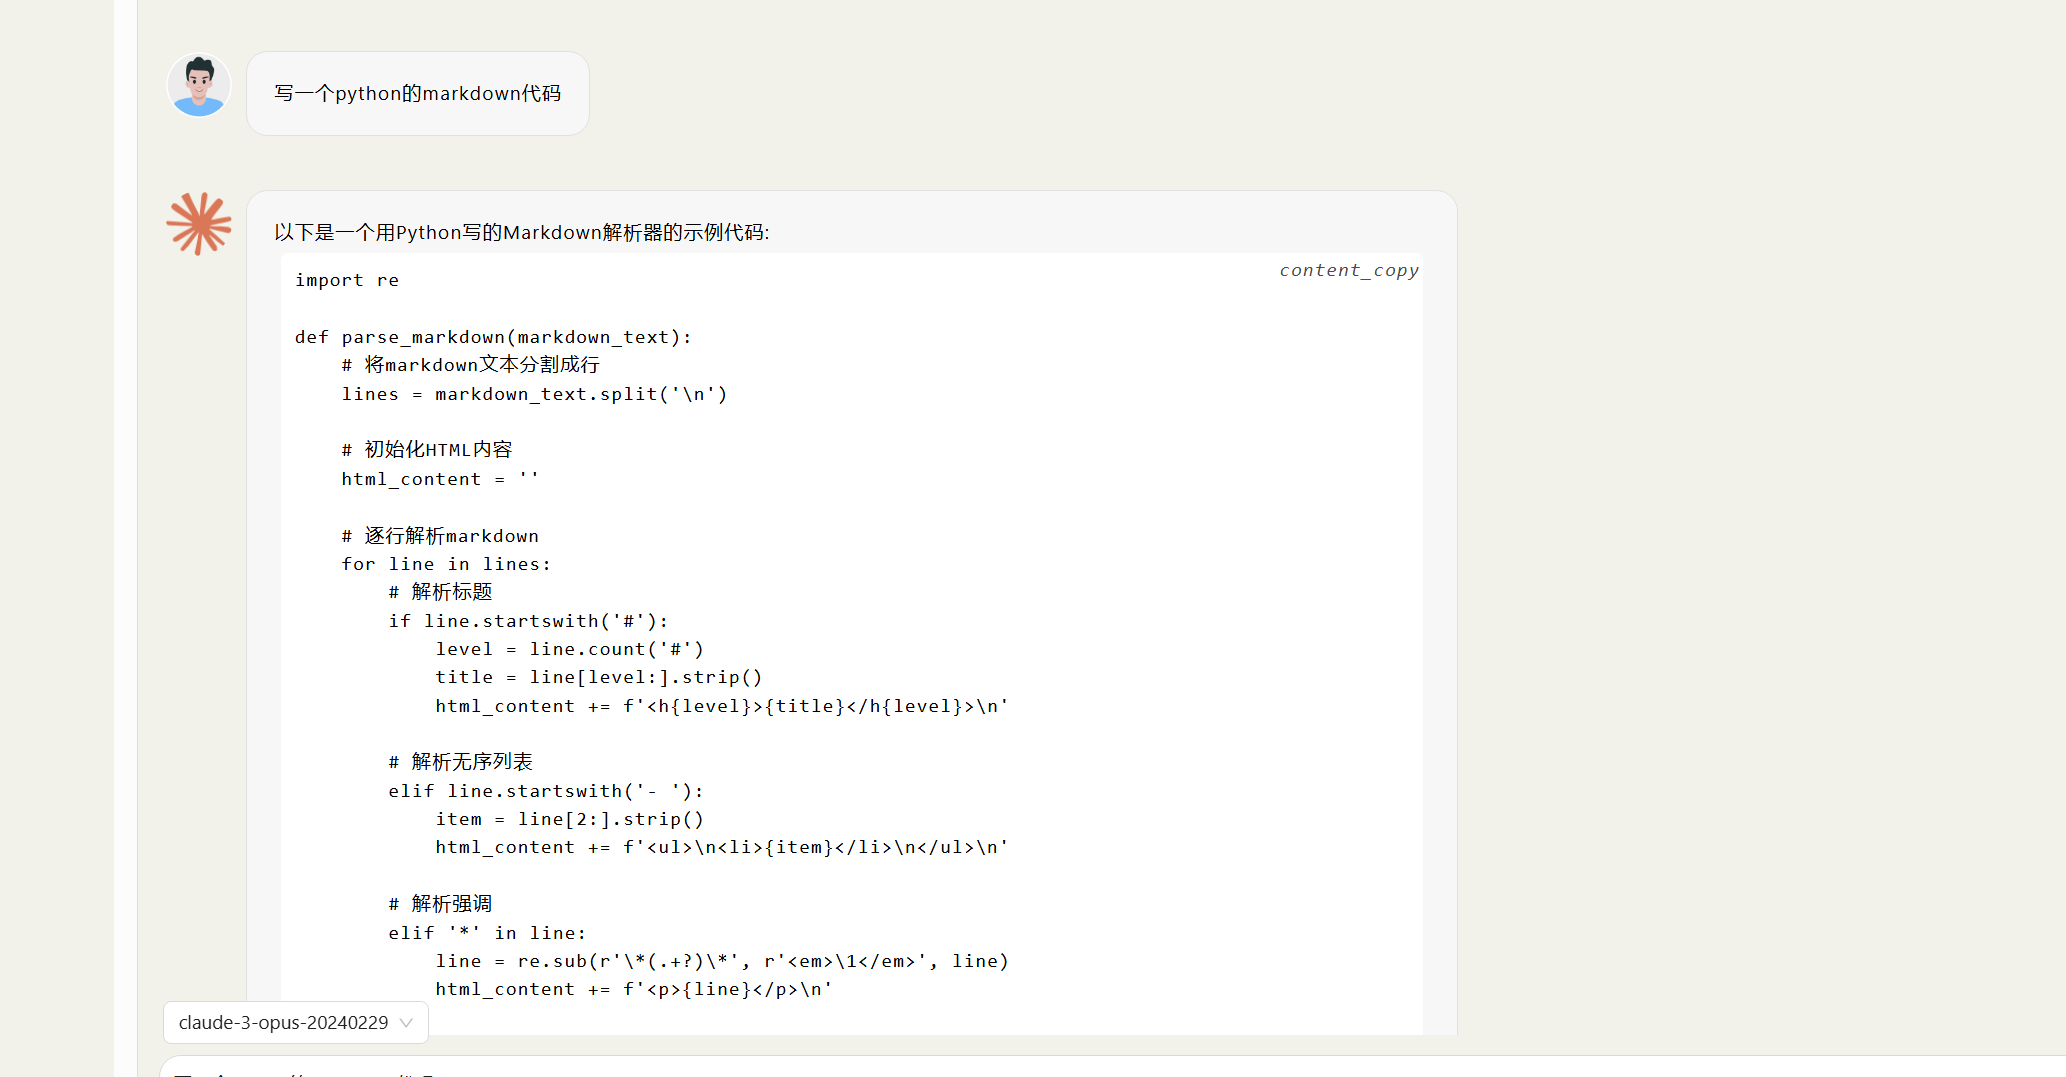 写一个python的markdown代码
以下是一个用Python写的Markdown解析器的示例代码:
content_copy
import re

def parse_markdown(markdown_text):
    # 将markdown文本分割成行
    lines = markdown_text.split('\n')

    # 初始化HTML内容
    html_content = ''

    # 逐行解析markdown
    for line in lines:
        # 解析标题
        if line.startswith('#'):
            level = line.count('#')
            title = line[level:].strip()
            html_content += f'<h{level}>{title}</h{level}>\n'

        # 解析无序列表
        elif line.startswith('- '):
            item = line[2:].strip()
            html_content += f'<ul>\n<li>{item}</li>\n</ul>\n'

        # 解析强调
        elif '*' in line:
            line = re.sub(r'\*(.+?)\*', r'<em>\1</em>', line)
            html_content += f'<p>{line}</p>\n'
claude-3-opus-20240229